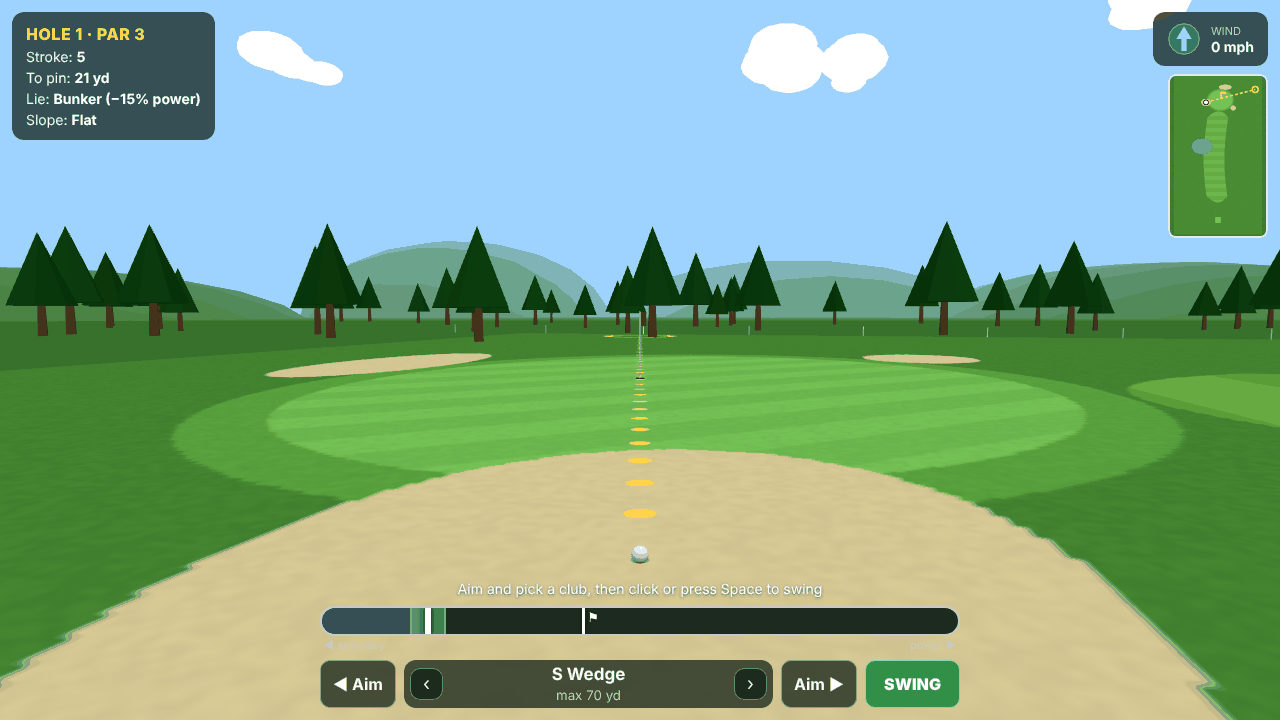 HOLE 1 · PAR 3
Stroke: 5
To pin: 21 yd
Lie: Bunker (−15% power)
Slope: Flat
WIND
0 mph
Aim and pick a club, then click or press Space to swing
◀ Aim
‹
S Wedge
max 70 yd
›
Aim ▶
SWING